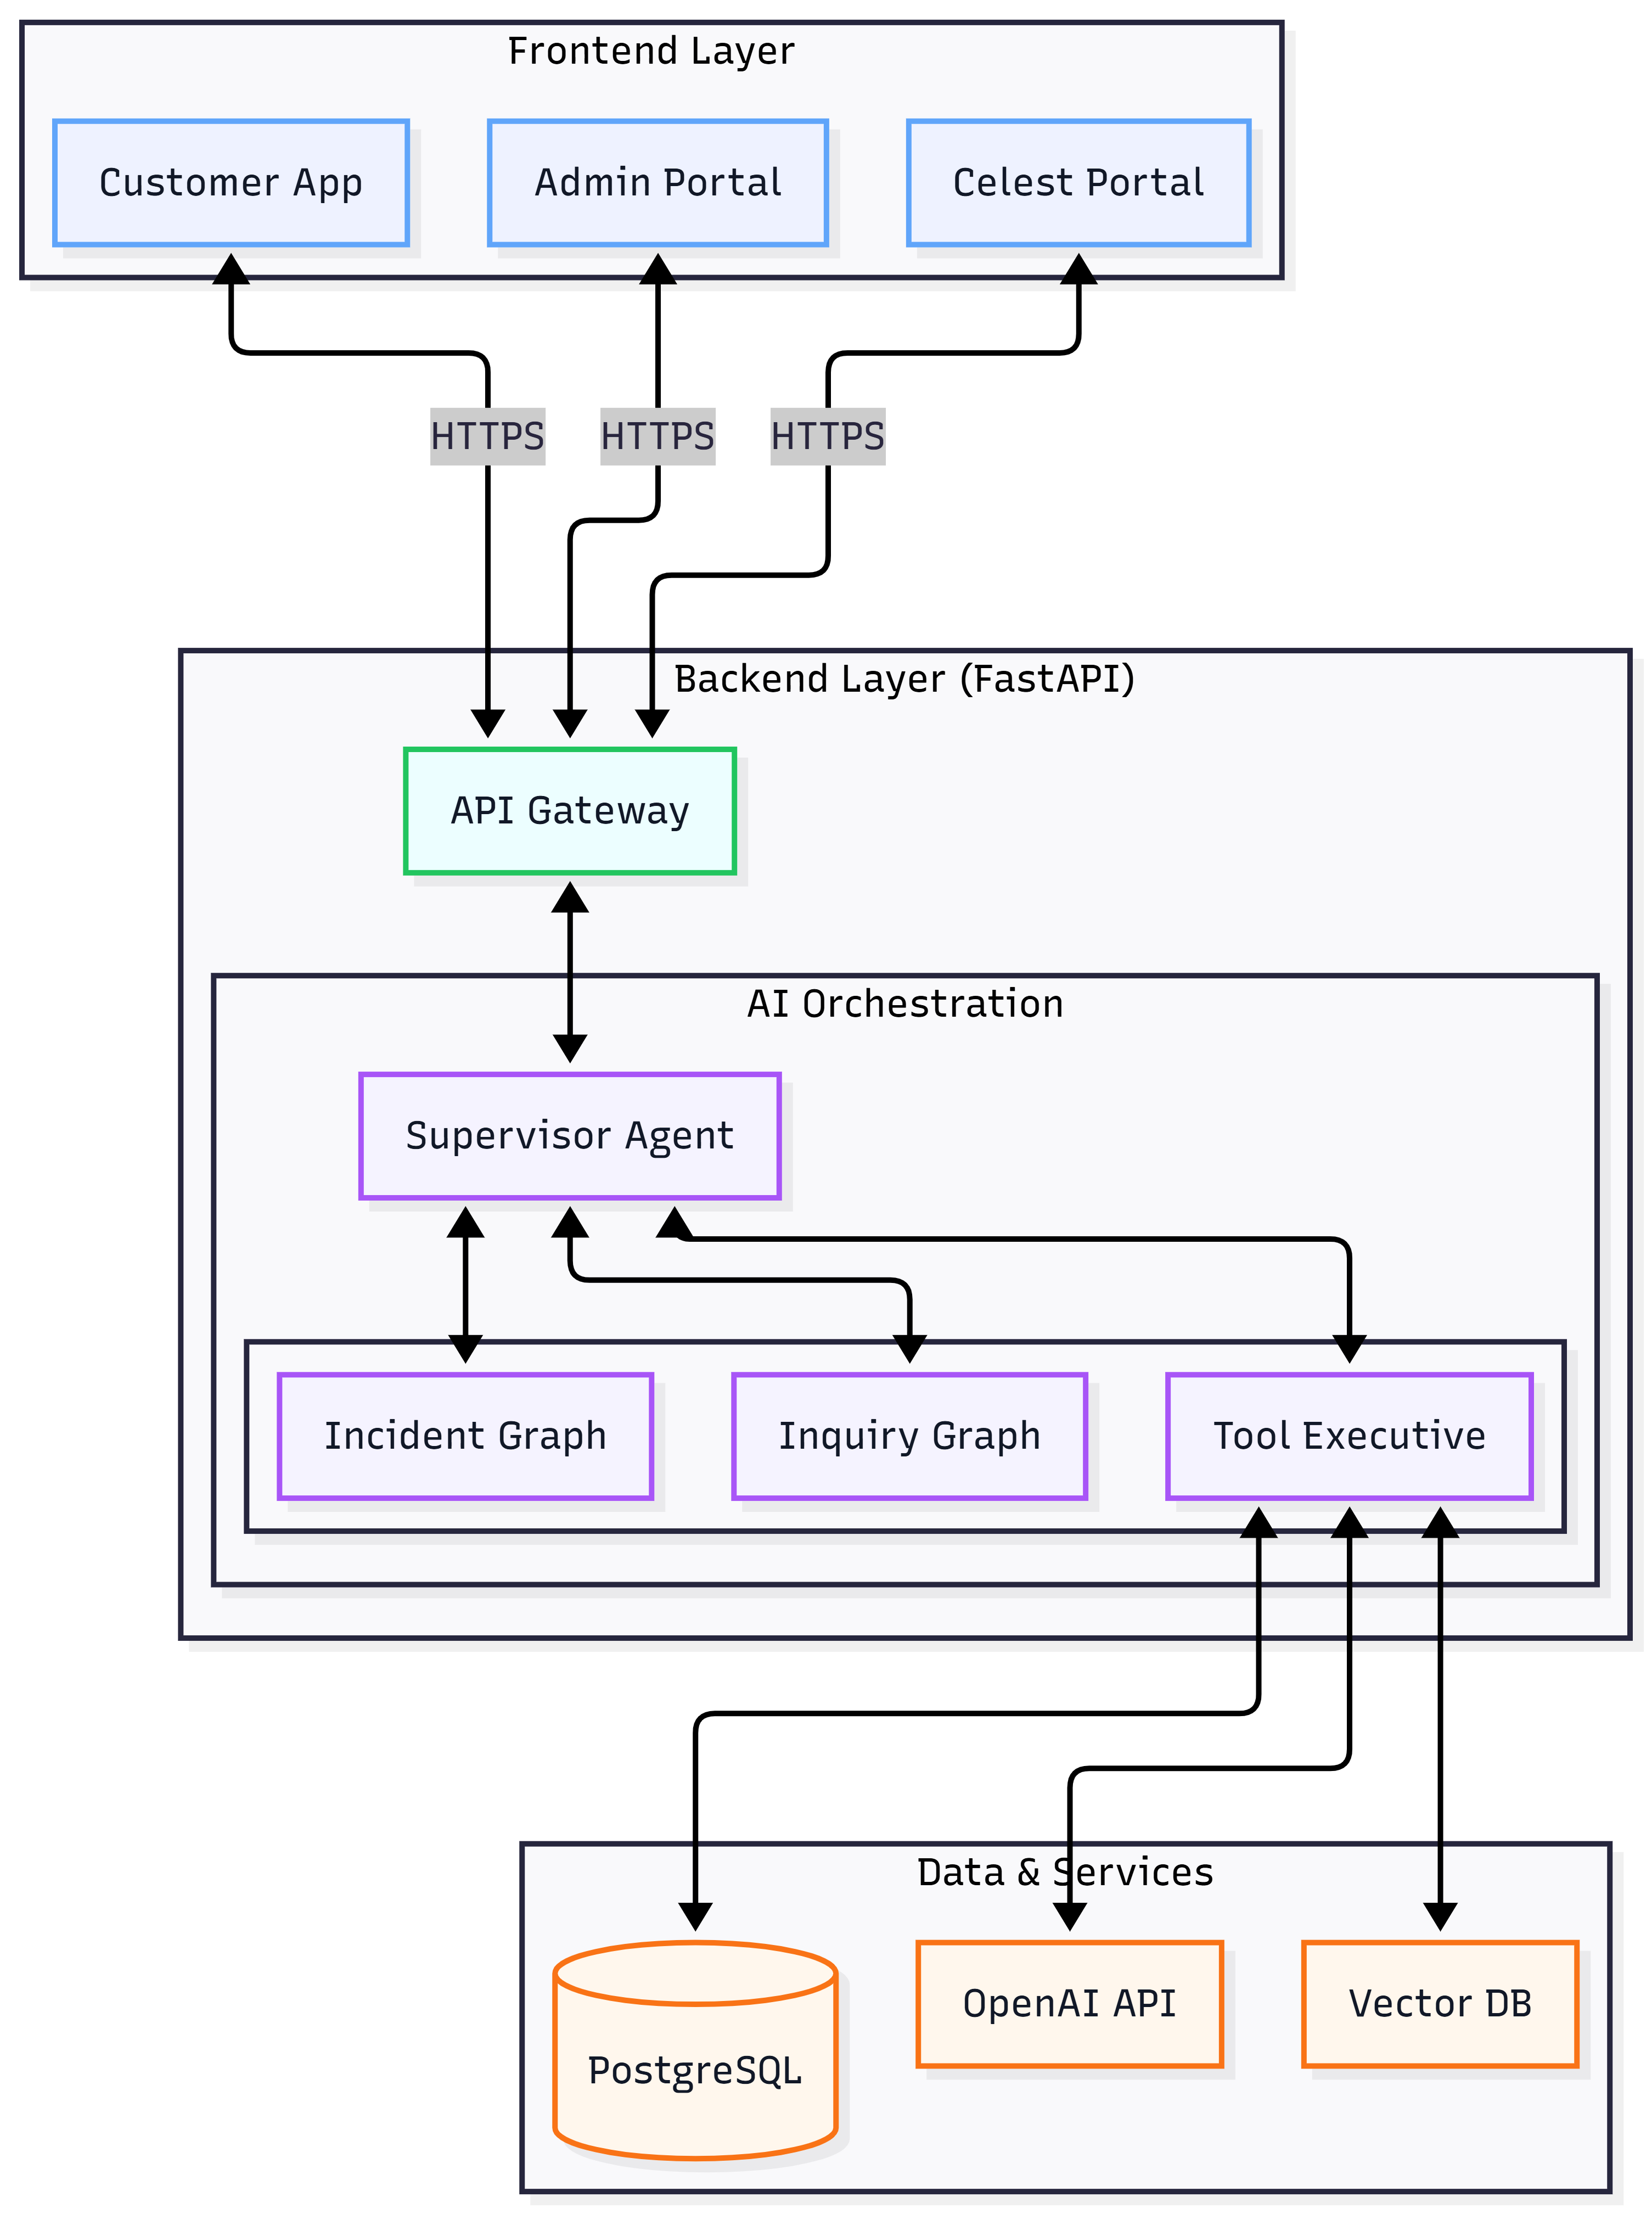 Frontend Layer
Customer App
Admin Portal
Celest Portal
HTTPS
HTTPS
HTTPS
Backend Layer (FastAPI)
API Gateway
AI Orchestration
Supervisor Agent
Incident Graph
Inquiry Graph
Tool Executive
Data & Services
PostgreSQL
OpenAI API
Vector DB